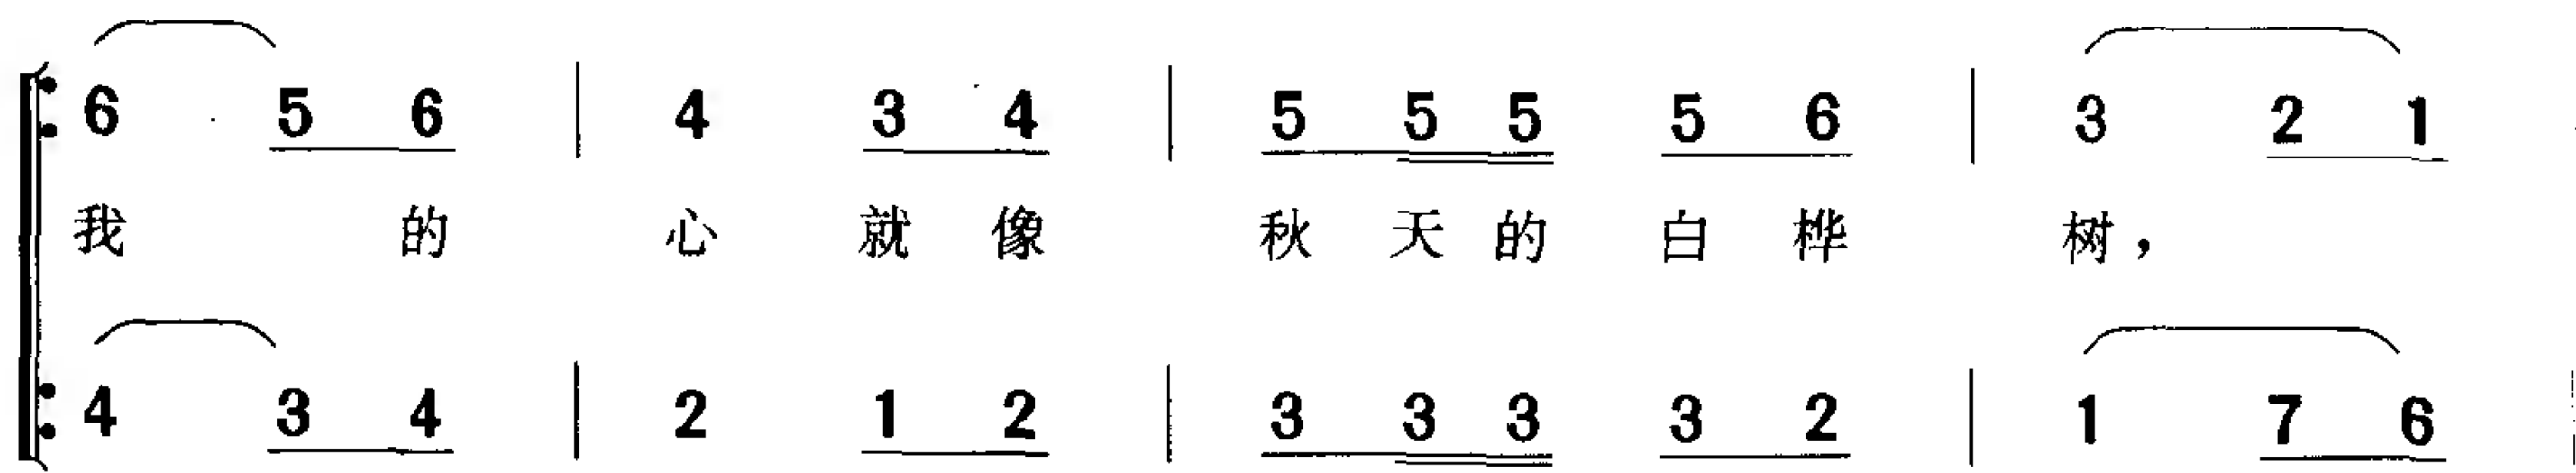 6 5 6 | 4 3 4 | 5 5 5 5 6 | 3 2 1
我 的 心 就 像 秋 天 的 白 桦 树，
4 3 4 | 2 1 2 | 3 3 3 3 2 | 1 7 6